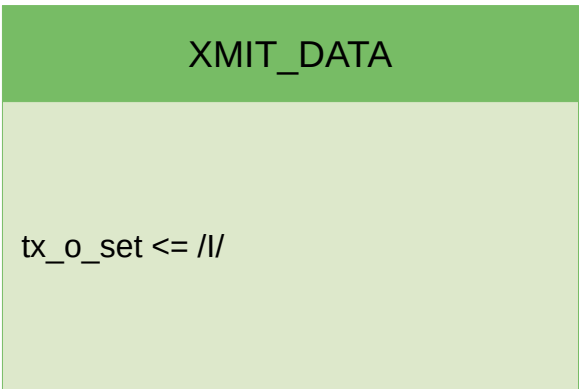 XMIT_DATA
tx_o_set <= /I/